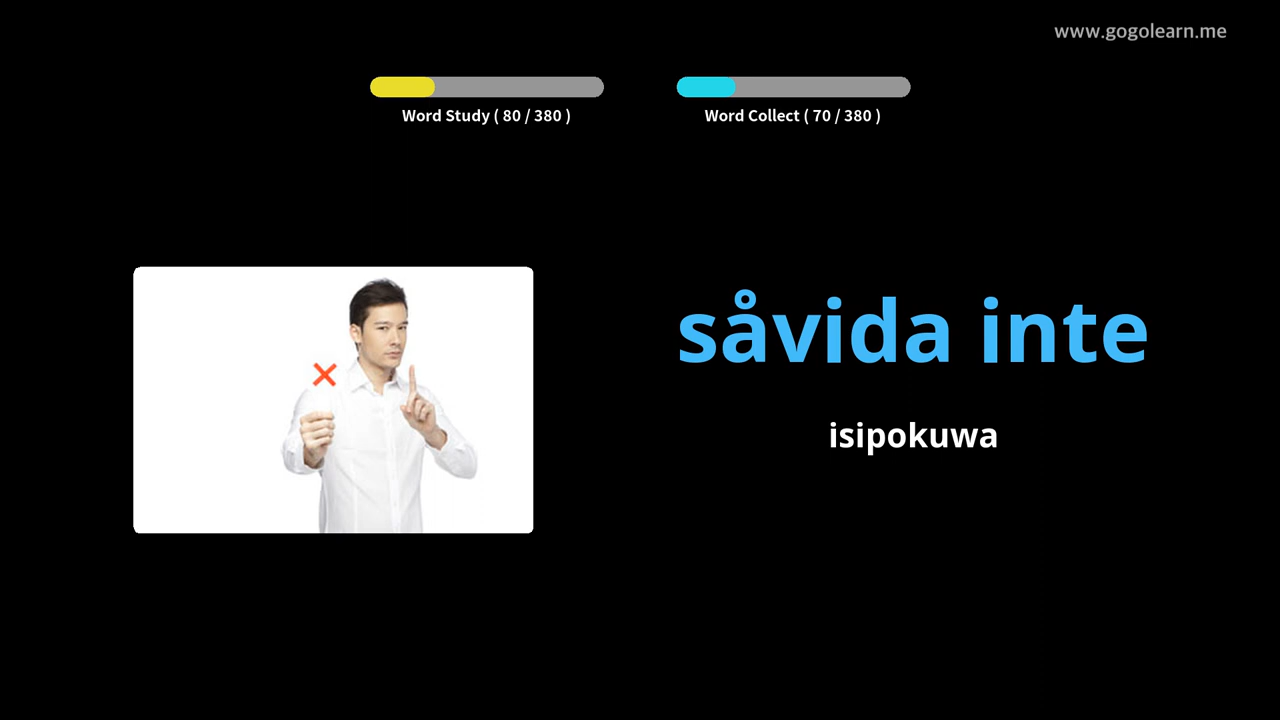 www.gogolearn.me
Word Study ( 80 / 380 )
Word Collect ( 70 / 380 )
såvida inte
isipokuwa